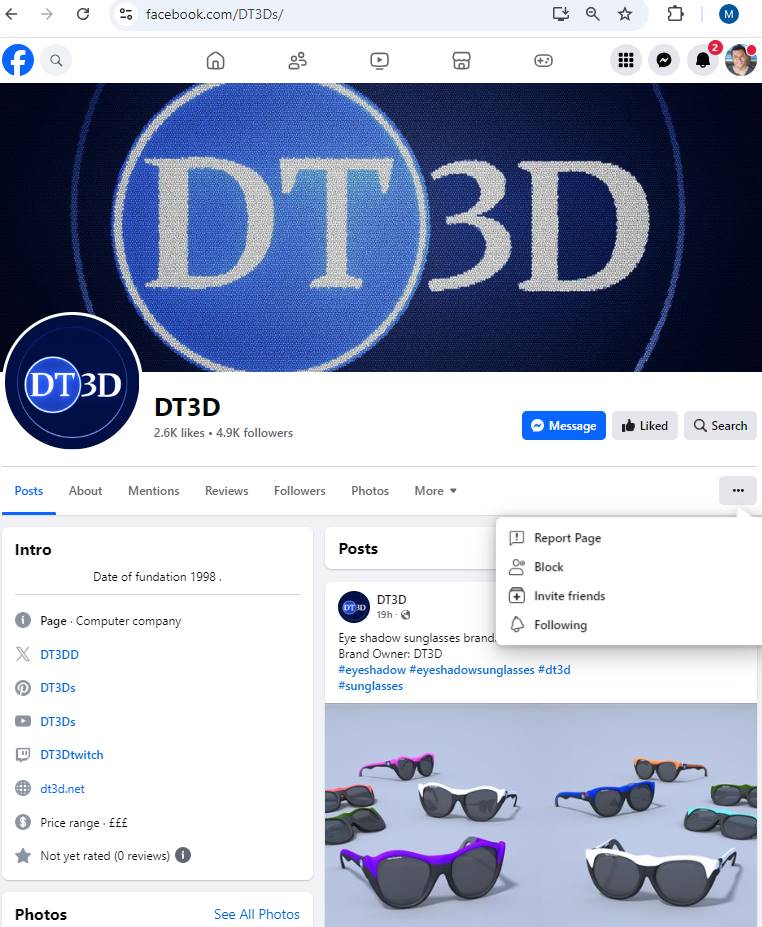 facebook.com/DT3Ds/
M
2
DT3D
DT3D
DT3D
2.6K likes • 4.9K followers
Message
Liked
Search
Posts
About
Mentions
Reviews
Followers
Photos
More
Report Page
Block
Invite friends
Following
Intro
Date of fundation 1998 .
Page · Computer company
DT3DD
DT3Ds
DT3Ds
DT3Dtwitch
dt3d.net
Price range · £££
Not yet rated (0 reviews)
Photos
See All Photos
Posts
DT3D
DT3D
19h ·
Eye shadow sunglasses brand
Brand Owner: DT3D
#eyeshadow #eyeshadowsunglasses #dt3d
#sunglasses